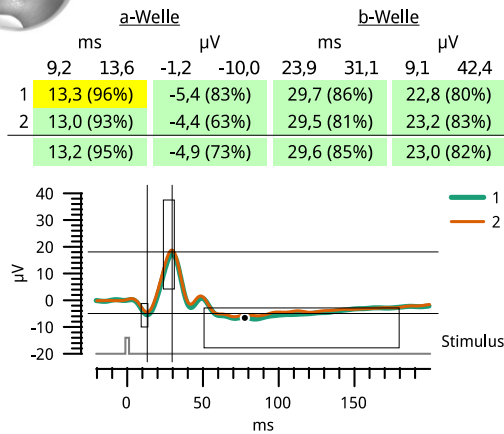 a-Welle b-Welle
ms µV ms µV
9,2 13,6 -1,2 -10,0 23,9 31,1 9,1 42,4
1 13,3 (96%) -5,4 (83%) 29,7 (86%) 22,8 (80%)
2 13,0 (93%) -4,4 (63%) 29,5 (81%) 23,2 (83%)
13,2 (95%) -4,9 (73%) 29,6 (85%) 23,0 (82%)
40
30
20
10
0
-10
-20
µV
1
2
Stimulus
0 50 100 150
ms